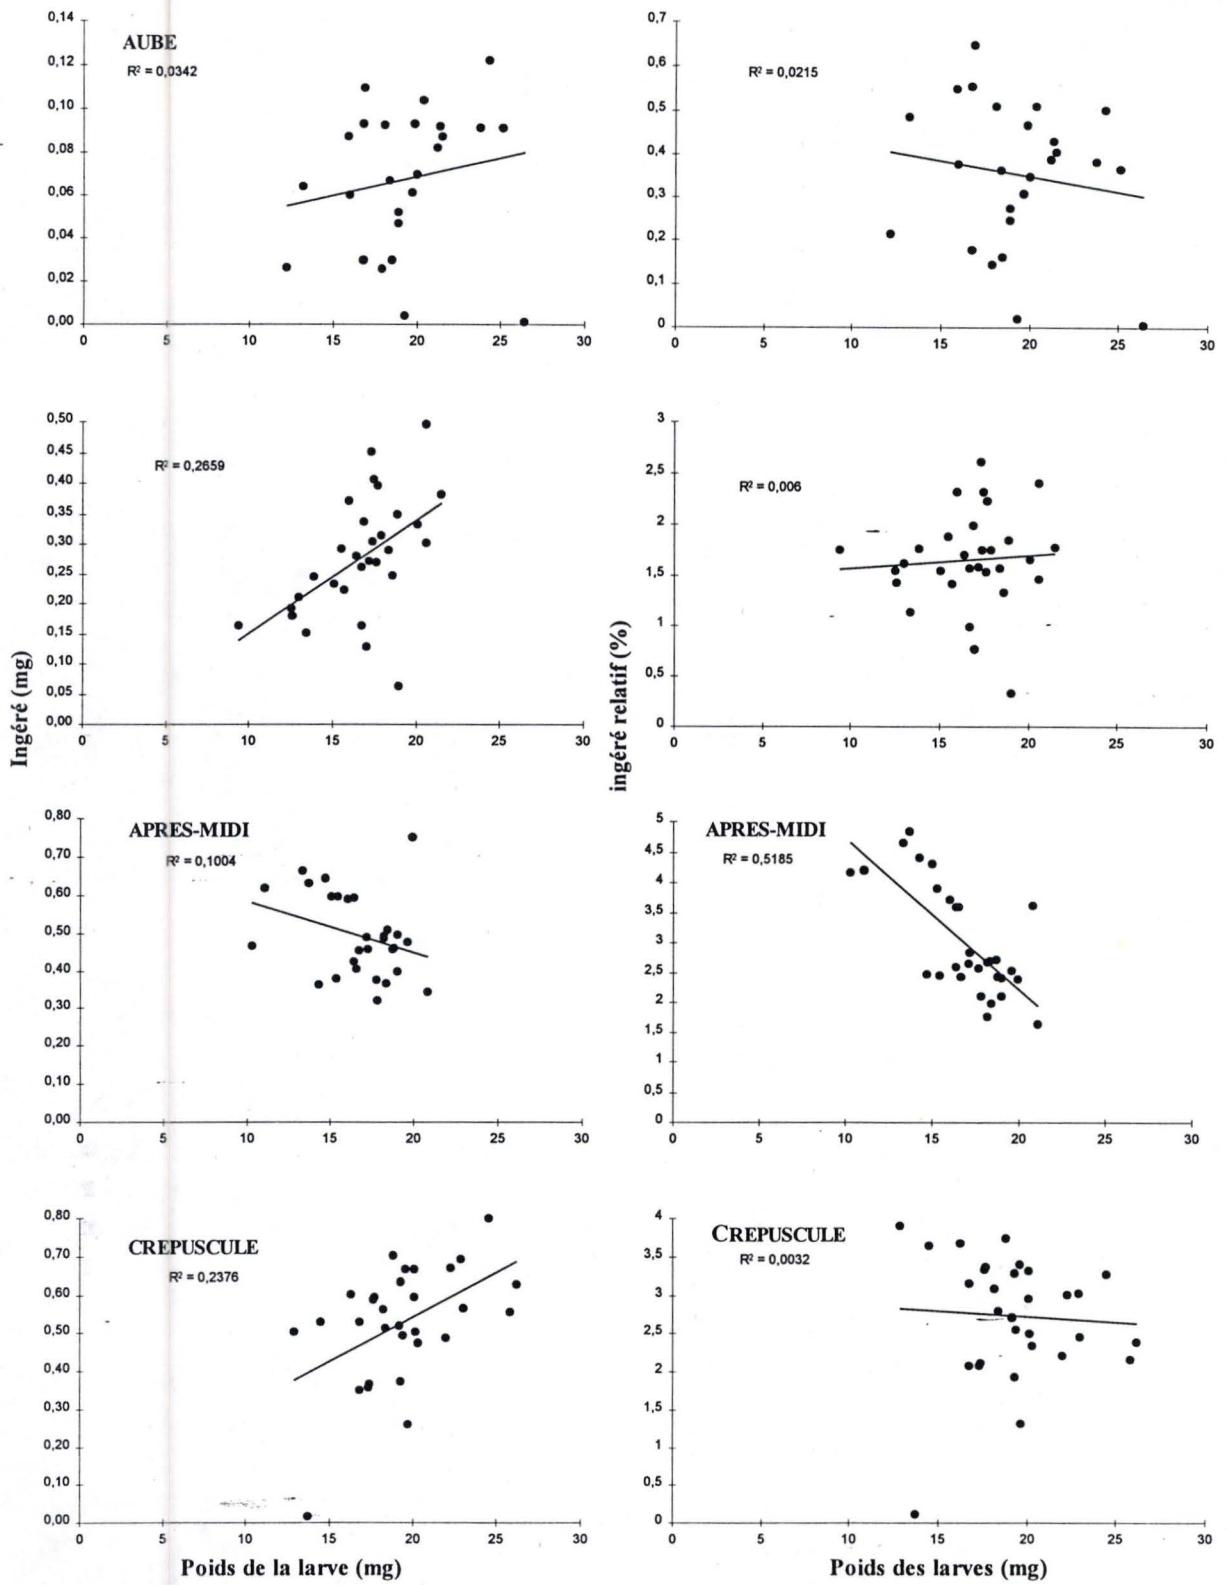 AUBE
R² = 0,0342
0,14
0,12
0,10
0,08
0,06
0,04
0,02
0,00
0 5 10 15 20 25 30
R² = 0,0215
0,7
0,6
0,5
0,4
0,3
0,2
0,1
0
0 5 10 15 20 25 30
R² = 0,2659
0,50
0,45
0,40
0,35
0,30
0,25
0,20
0,15
0,10
0,05
0,00
0 5 10 15 20 25 30
R² = 0,006
3
2,5
2
1,5
1
0,5
0
0 5 10 15 20 25 30
Ingéré (mg)
ingéré relatif (%)
APRES-MIDI
R² = 0,1004
0,80
0,70
0,60
0,50
0,40
0,30
0,20
0,10
0,00
0 5 10 15 20 25 30
APRES-MIDI
R² = 0,5185
5
4,5
4
3,5
3
2,5
2
1,5
1
0,5
0
0 5 10 15 20 25 30
CREPUSCULE
R² = 0,2376
0,80
0,70
0,60
0,50
0,40
0,30
0,20
0,10
0,00
0 5 10 15 20 25 30
Poids de la larve (mg)
CREPUSCULE
R² = 0,0032
4
3,5
3
2,5
2
1,5
1
0,5
0
0 5 10 15 20 25 30
Poids des larves (mg)